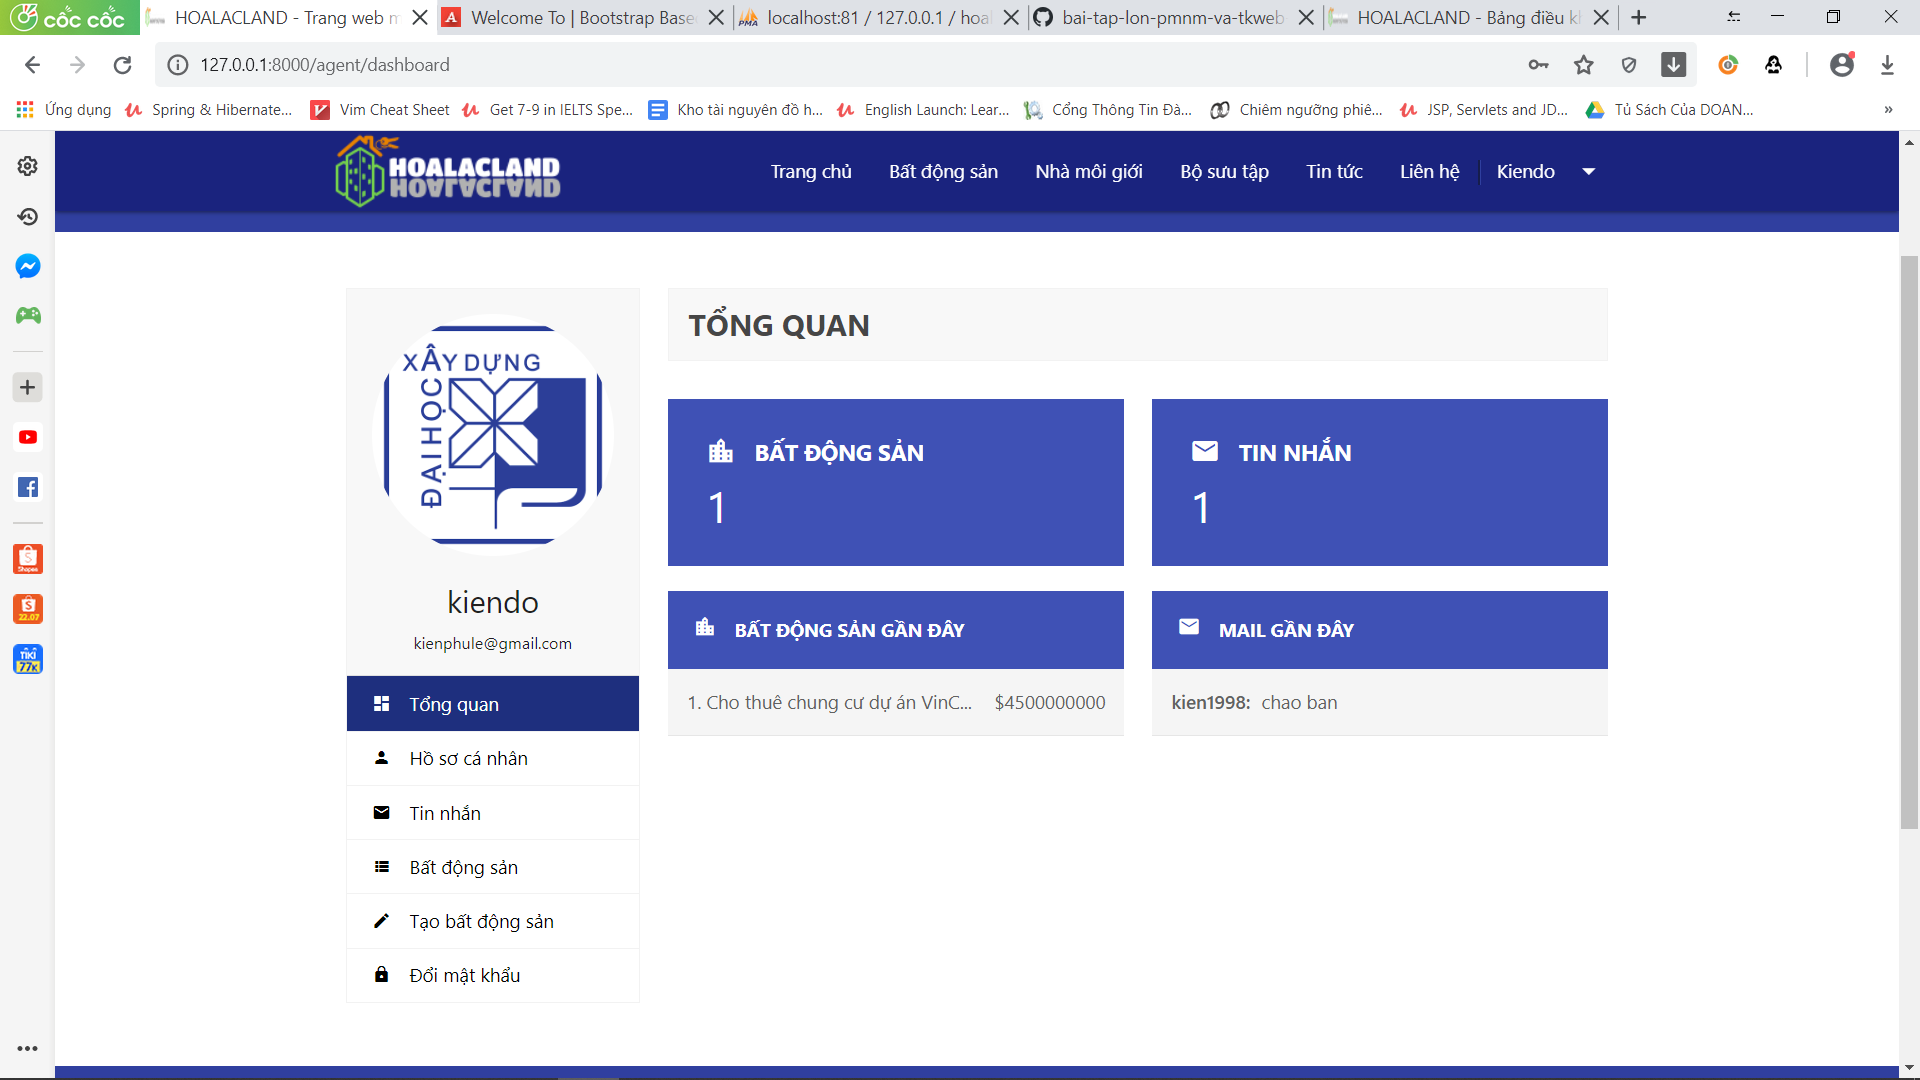 cốc cốc
HOALACLAND - Trang web m
Welcome To | Bootstrap Base
localhost:81 / 127.0.0.1 / hoal
bai-tap-lon-pmnm-va-tkweb
HOALACLAND - Bảng điều kh
127.0.0.1:8000/agent/dashboard
Ứng dụng
Spring & Hibernate...
Vim Cheat Sheet
Get 7-9 in IELTS Spe...
Kho tài nguyên đồ h...
English Launch: Lear...
Cổng Thông Tin Đà...
Chiêm ngưỡng phiê...
JSP, Servlets and JD...
Tủ Sách Của DOAN...
»
HOALACLAND
Trang chủ
Bất động sản
Nhà môi giới
Bộ sưu tập
Tin tức
Liên hệ
Kiendo
XÂY DỰNG
ĐẠI HỌC
kiendo
kienphule@gmail.com
Tổng quan
Hồ sơ cá nhân
Tin nhắn
Bất động sản
Tạo bất động sản
Đổi mật khẩu
TỔNG QUAN
BẤT ĐỘNG SẢN
1
TIN NHẮN
1
BẤT ĐỘNG SẢN GẦN ĐÂY
1. Cho thuê chung cư dự án VinC... $4500000000
MAIL GẦN ĐÂY
kien1998: chao ban
Shopee
22.07
TIKI
77K